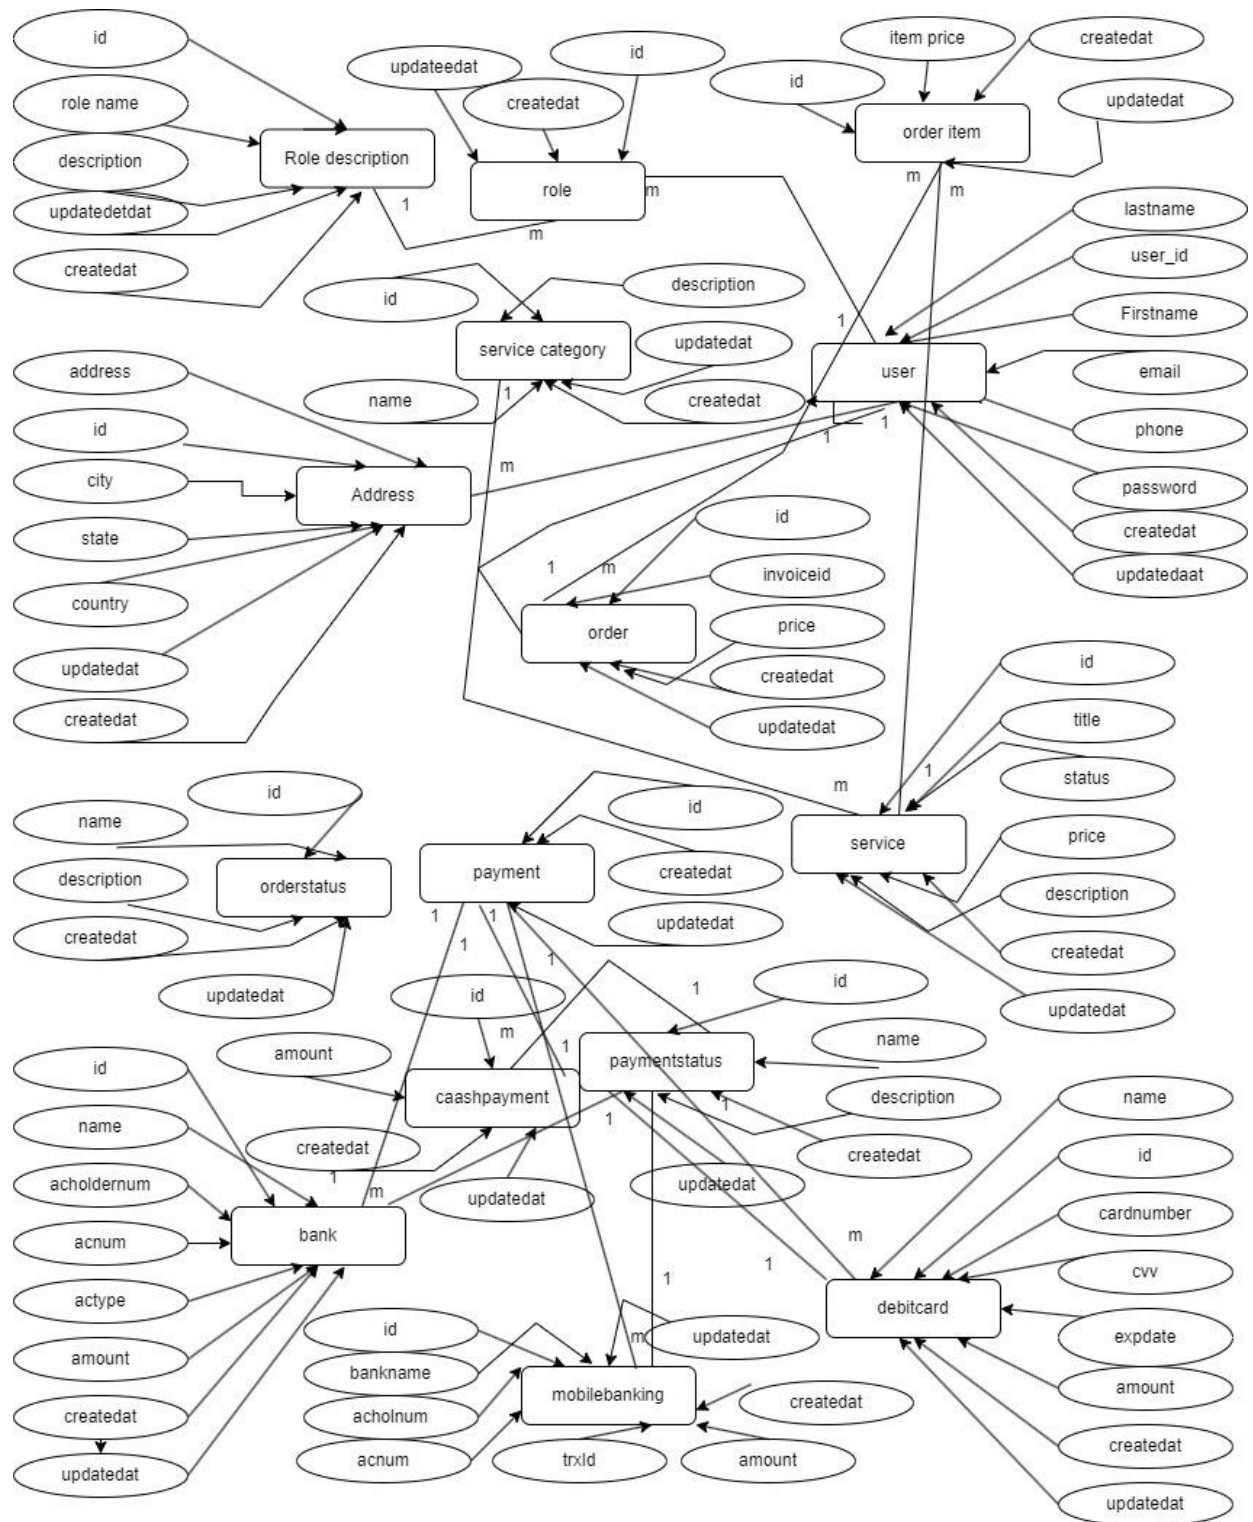 id
role name
description
updatedetdat
createdat
Role description
1
updateedat
createdat
id
role
m
m
item price
createdat
id
updatedat
order item
m
m
lastname
user_id
Firstname
email
phone
password
createdat
updatedaat
user
1
1
1
id
description
service category
updatedat
name
createdat
1
address
id
city
state
country
updatedat
createdat
Address
m
id
invoiceid
price
createdat
updatedat
order
1
m
id
title
status
price
description
createdat
updatedat
service
1
m
id
name
description
createdat
updatedat
orderstatus
id
createdat
updatedat
payment
1
1
1
1
id
amount
createdat
updatedat
caashpayment
m
1
id
name
description
createdat
updatedat
paymentstatus
1
1
1
id
name
acholdernum
acnum
actype
amount
createdat
updatedat
bank
1
m
id
bankname
acholnum
acnum
trxId
amount
createdat
updatedat
mobilebanking
m
1
name
id
cardnumber
cvv
expdate
amount
createdat
updatedat
debitcard
m
1